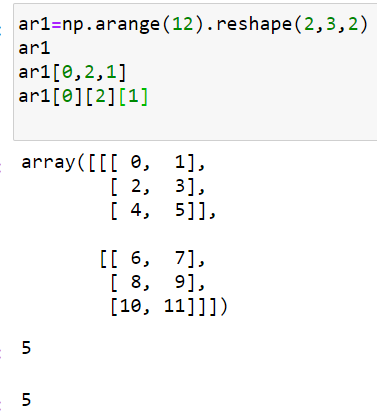 ar1=np.arange(12).reshape(2,3,2)
ar1
ar1[0,2,1]
ar1[0][2][1]
array([[[ 0,  1],
        [ 2,  3],
        [ 4,  5]],
       [[ 6,  7],
        [ 8,  9],
        [10, 11]]])
5
5